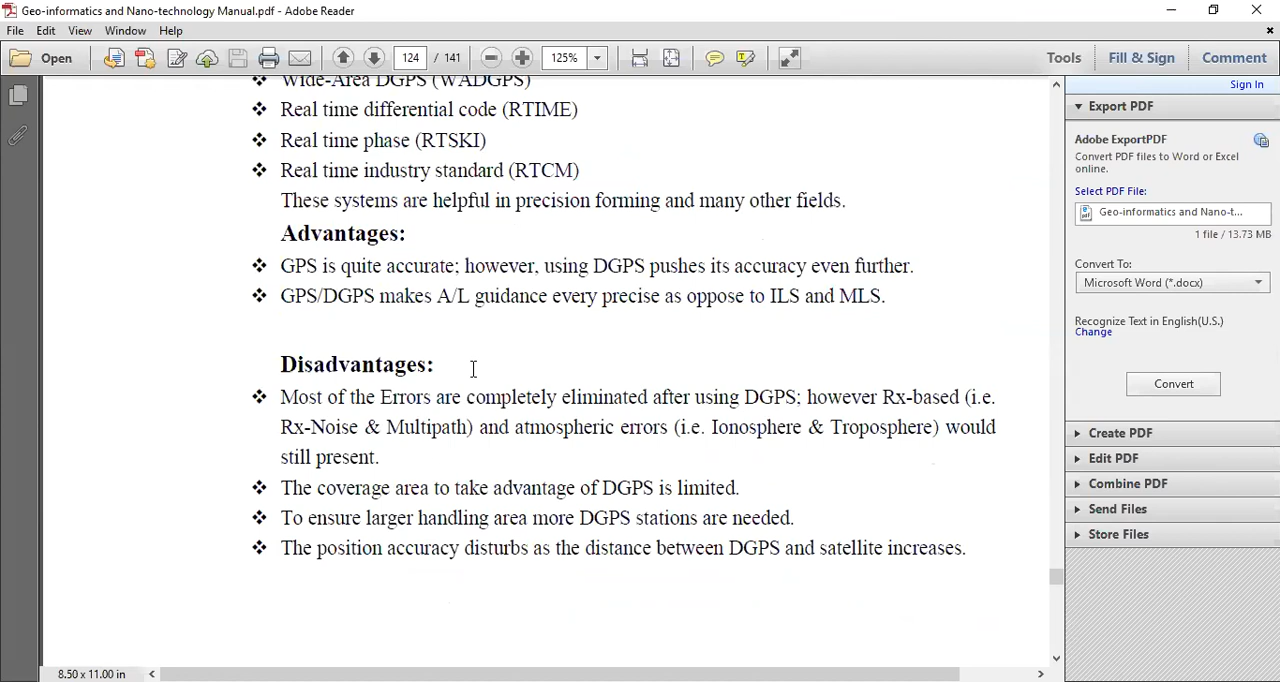 Geo-informatics and Nano-technology Manual.pdf - Adobe Reader
File Edit View Window Help
Open 124 / 141 125% Tools Fill & Sign Comment
Sign In
Wide-Area DGPS (WADGPS)
❖ Real time differential code (RTIME)
❖ Real time phase (RTSKI)
❖ Real time industry standard (RTCM)
These systems are helpful in precision forming and many other fields.
Advantages:
❖ GPS is quite accurate; however, using DGPS pushes its accuracy even further.
❖ GPS/DGPS makes A/L guidance every precise as oppose to ILS and MLS.
Disadvantages:
❖ Most of the Errors are completely eliminated after using DGPS; however Rx-based (i.e.
Rx-Noise & Multipath) and atmospheric errors (i.e. Ionosphere & Troposphere) would
still present.
❖ The coverage area to take advantage of DGPS is limited.
❖ To ensure larger handling area more DGPS stations are needed.
❖ The position accuracy disturbs as the distance between DGPS and satellite increases.
8.50 x 11.00 in
Export PDF
Adobe ExportPDF
Convert PDF files to Word or Excel
online.
Select PDF File:
Geo-informatics and Nano-t...
1 file / 13.73 MB
Convert To:
Microsoft Word (*.docx)
Recognize Text in English(U.S.)
Change
Convert
Create PDF
Edit PDF
Combine PDF
Send Files
Store Files